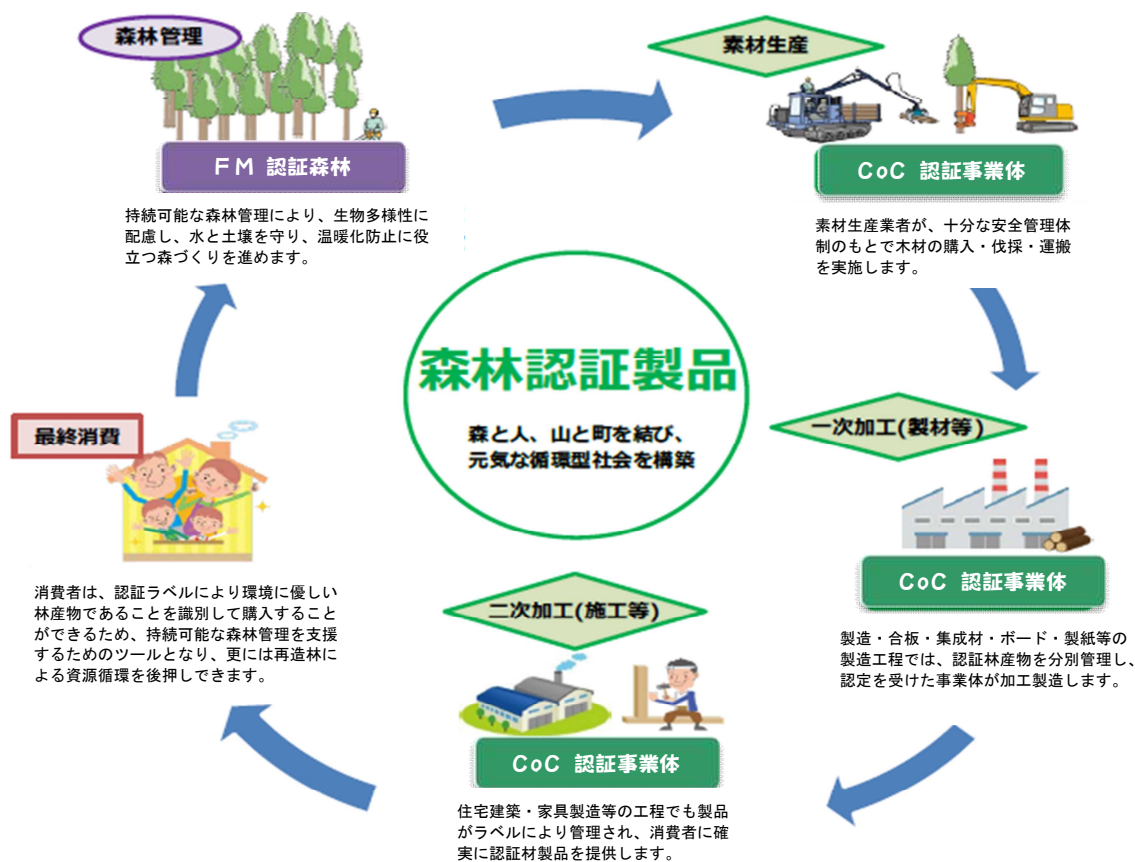 森林管理
FM 認証森林
持続可能な森林管理により、生物多様性に
配慮し、水と土壌を守り、温暖化防止に役
立つ森づくりを進めます。
素材生産
CoC 認証事業体
素材生産業者が、十分な安全管理体
制のもとで木材の購入・伐採・運搬
を実施します。
森林認証製品
森と人、山と町を結び、
元気な循環型社会を構築
一次加工(製材等)
CoC 認証事業体
製造・合板・集成材・ボード・製紙等の
製造工程では、認証林産物を分別管理し、
認定を受けた事業体が加工製造します。
二次加工(施工等)
CoC 認証事業体
住宅建築・家具製造等の工程でも製品
がラベルにより管理され、消費者に確
実に認証材製品を提供します。
最終消費
消費者は、認証ラベルにより環境に優しい
林産物であることを識別して購入すること
ができるため、持続可能な森林管理を支援
するためのツールとなり、更には再造林に
よる資源循環を後押しできます。